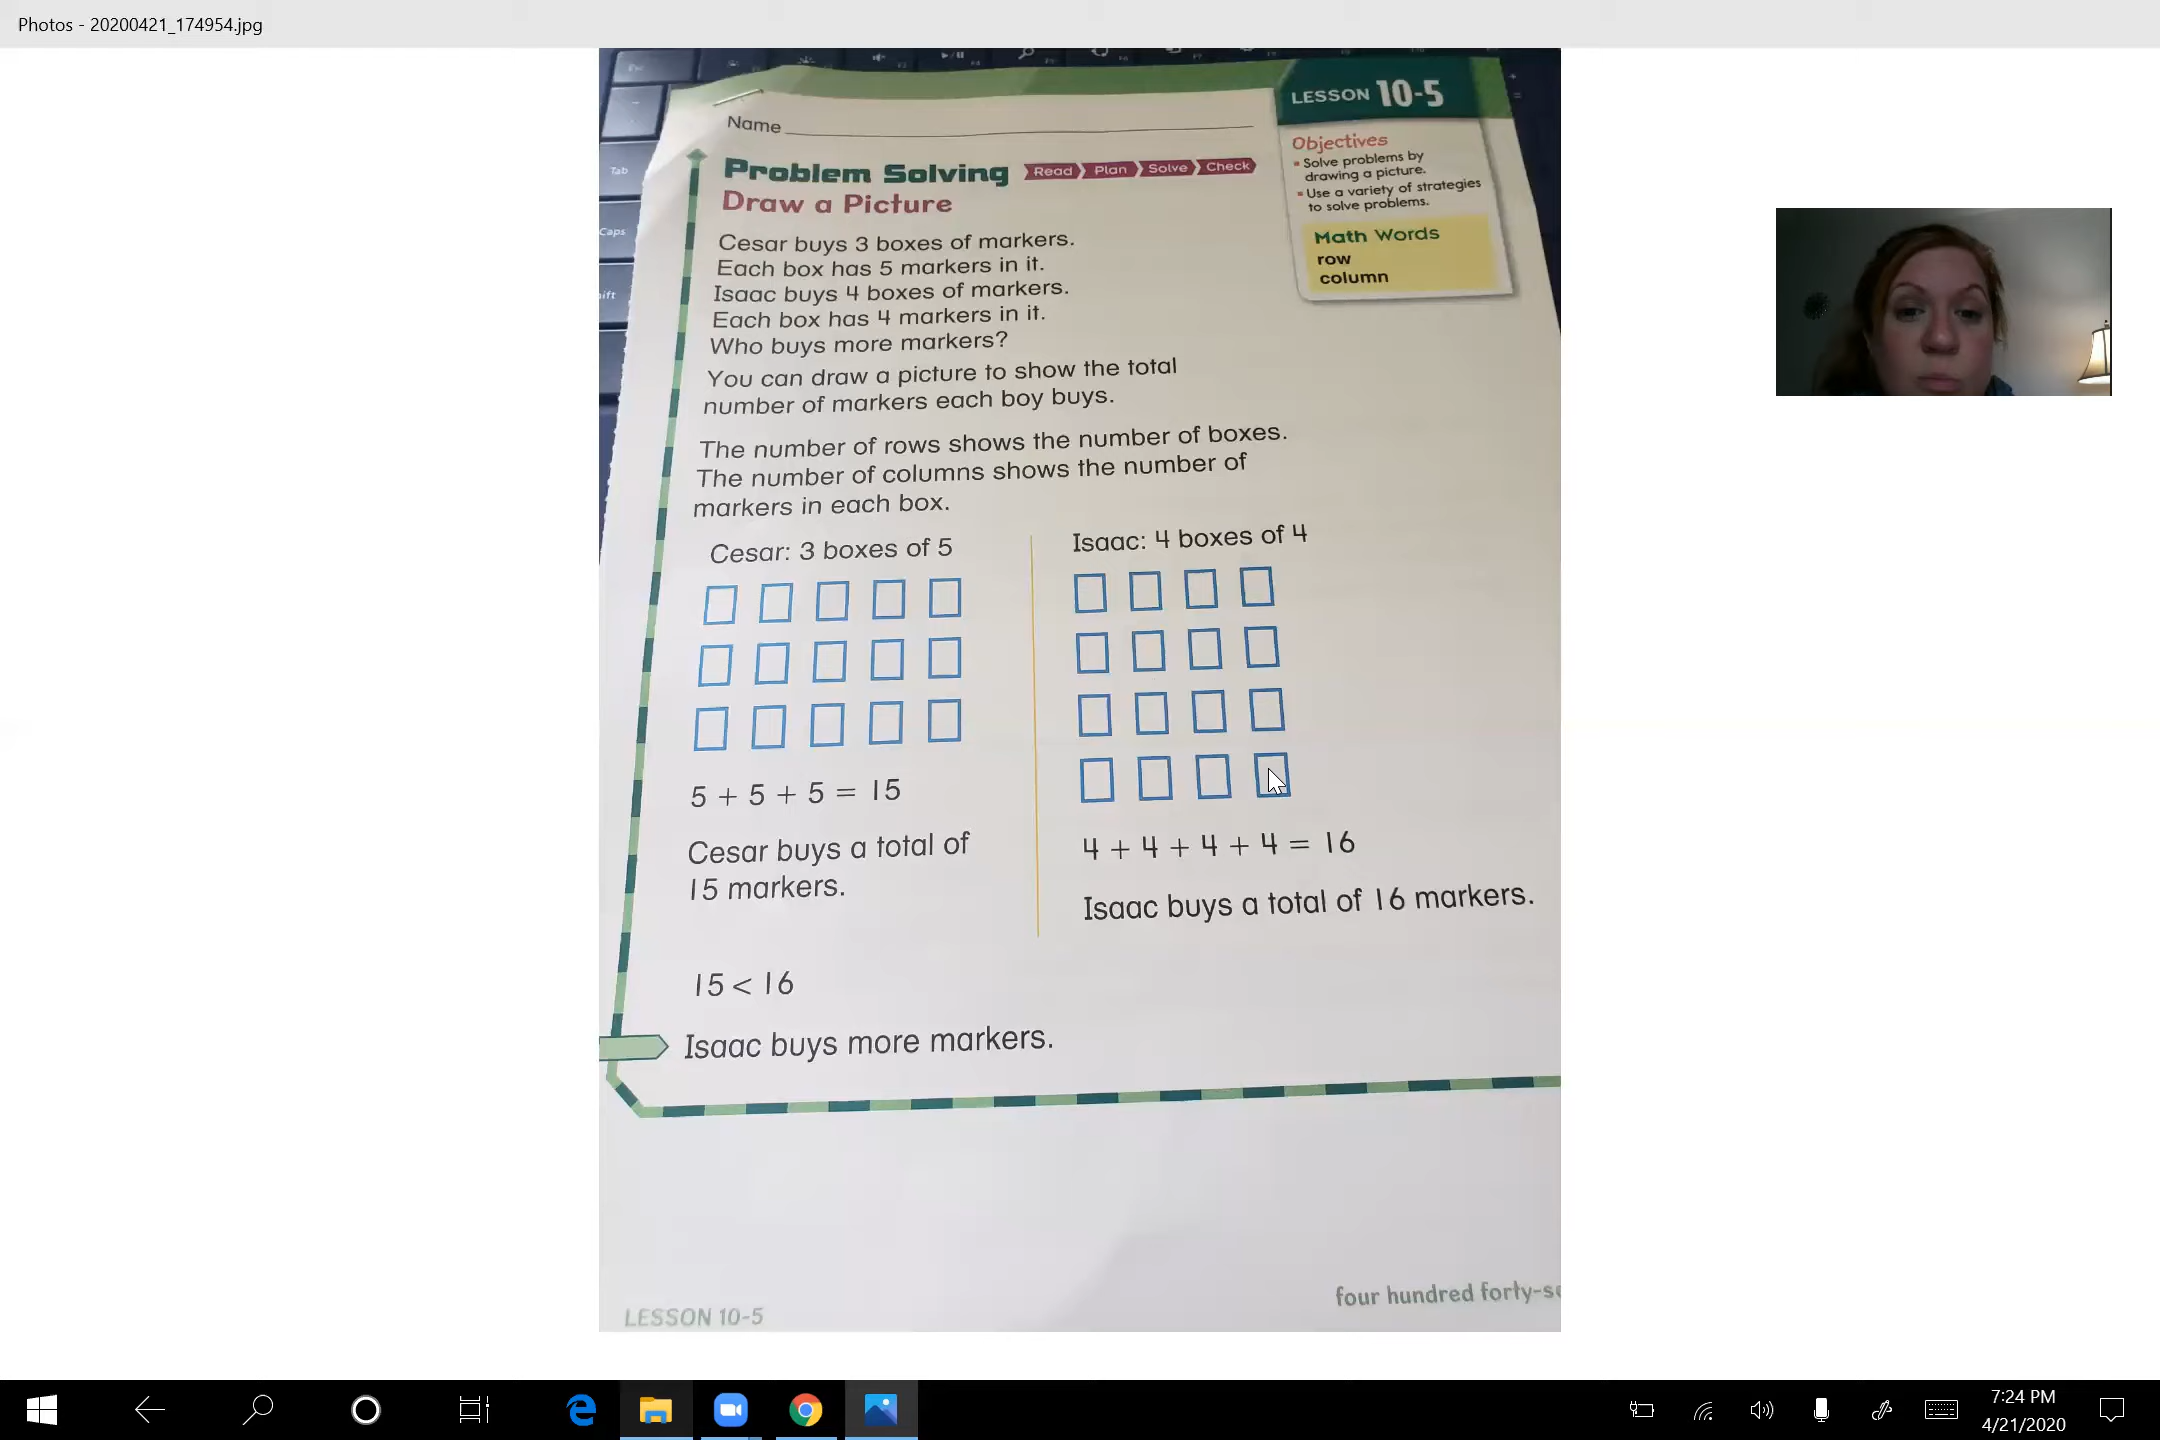 Photos - 20200421_174954.jpg
LESSON 10-5
Name
Objectives
Solve problems by
drawing a picture.
Use a variety of strategies
to solve problems.
Math Words
row
column
Problem Solving Read Plan Solve Check
Draw a Picture
Cesar buys 3 boxes of markers.
Each box has 5 markers in it.
Isaac buys 4 boxes of markers.
Each box has 4 markers in it.
Who buys more markers?
You can draw a picture to show the total
number of markers each boy buys.
The number of rows shows the number of boxes.
The number of columns shows the number of
markers in each box.
Cesar: 3 boxes of 5
5 + 5 + 5 = 15
Cesar buys a total of
15 markers.
Isaac: 4 boxes of 4
4 + 4 + 4 + 4 = 16
Isaac buys a total of 16 markers.
15 < 16
Isaac buys more markers.
LESSON 10-5
four hundred forty-se
Tab
Caps
ift
7:24 PM
4/21/2020